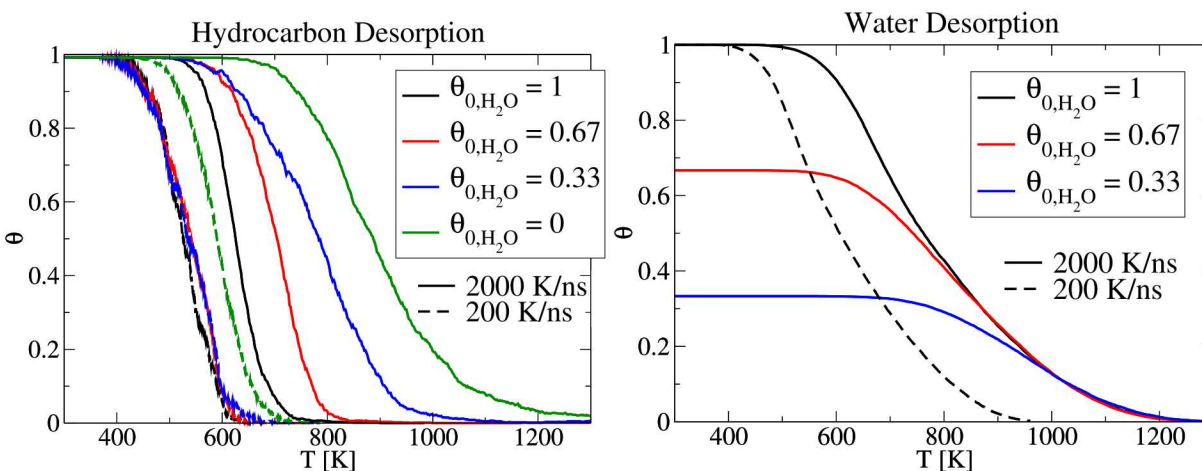 Hydrocarbon Desorption
θ
1
0.8
0.6
0.4
0.2
0
θ0,H2O = 1
θ0,H2O = 0.67
θ0,H2O = 0.33
θ0,H2O = 0
2000 K/ns
200 K/ns
400 600 800 1000 1200
T [K]
Water Desorption
θ
1
0.8
0.6
0.4
0.2
0
θ0,H2O = 1
θ0,H2O = 0.67
θ0,H2O = 0.33
2000 K/ns
200 K/ns
400 600 800 1000 1200
T [K]